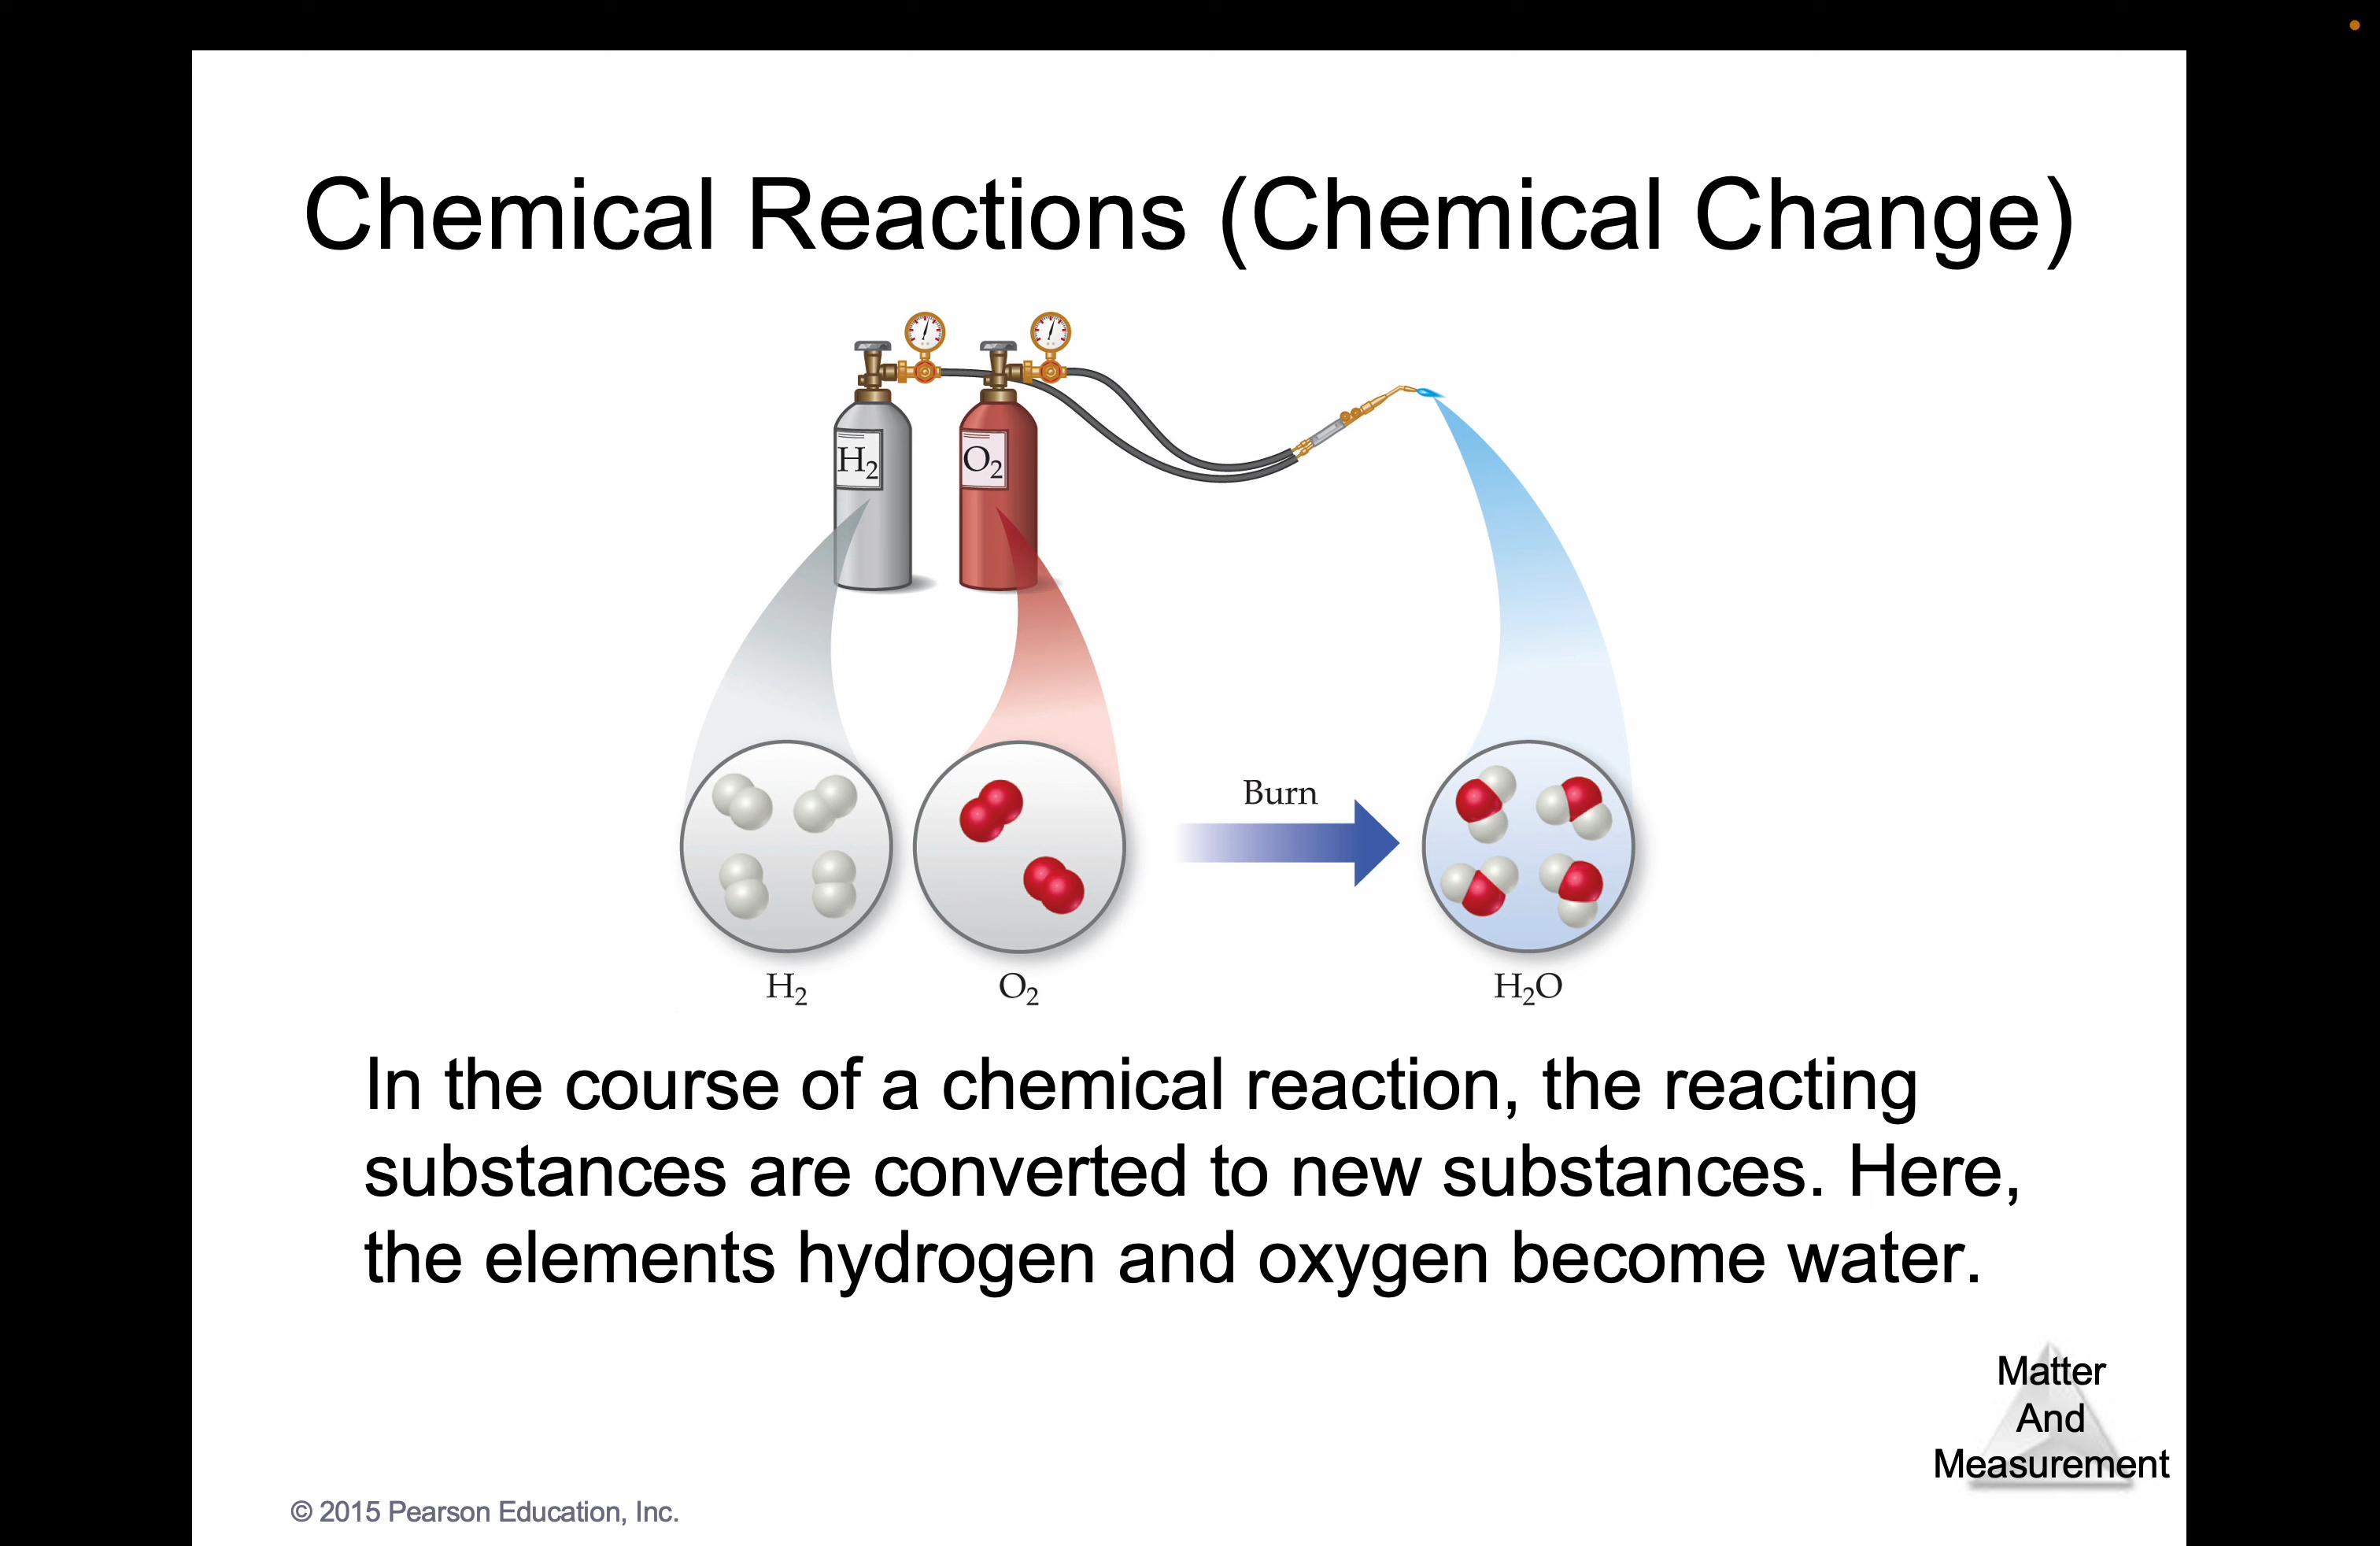 Chemical Reactions (Chemical Change)
H₂
O₂
Burn
H₂
O₂
H₂O
In the course of a chemical reaction, the reacting
substances are converted to new substances. Here,
the elements hydrogen and oxygen become water.
Matter
And
Measurement
© 2015 Pearson Education, Inc.